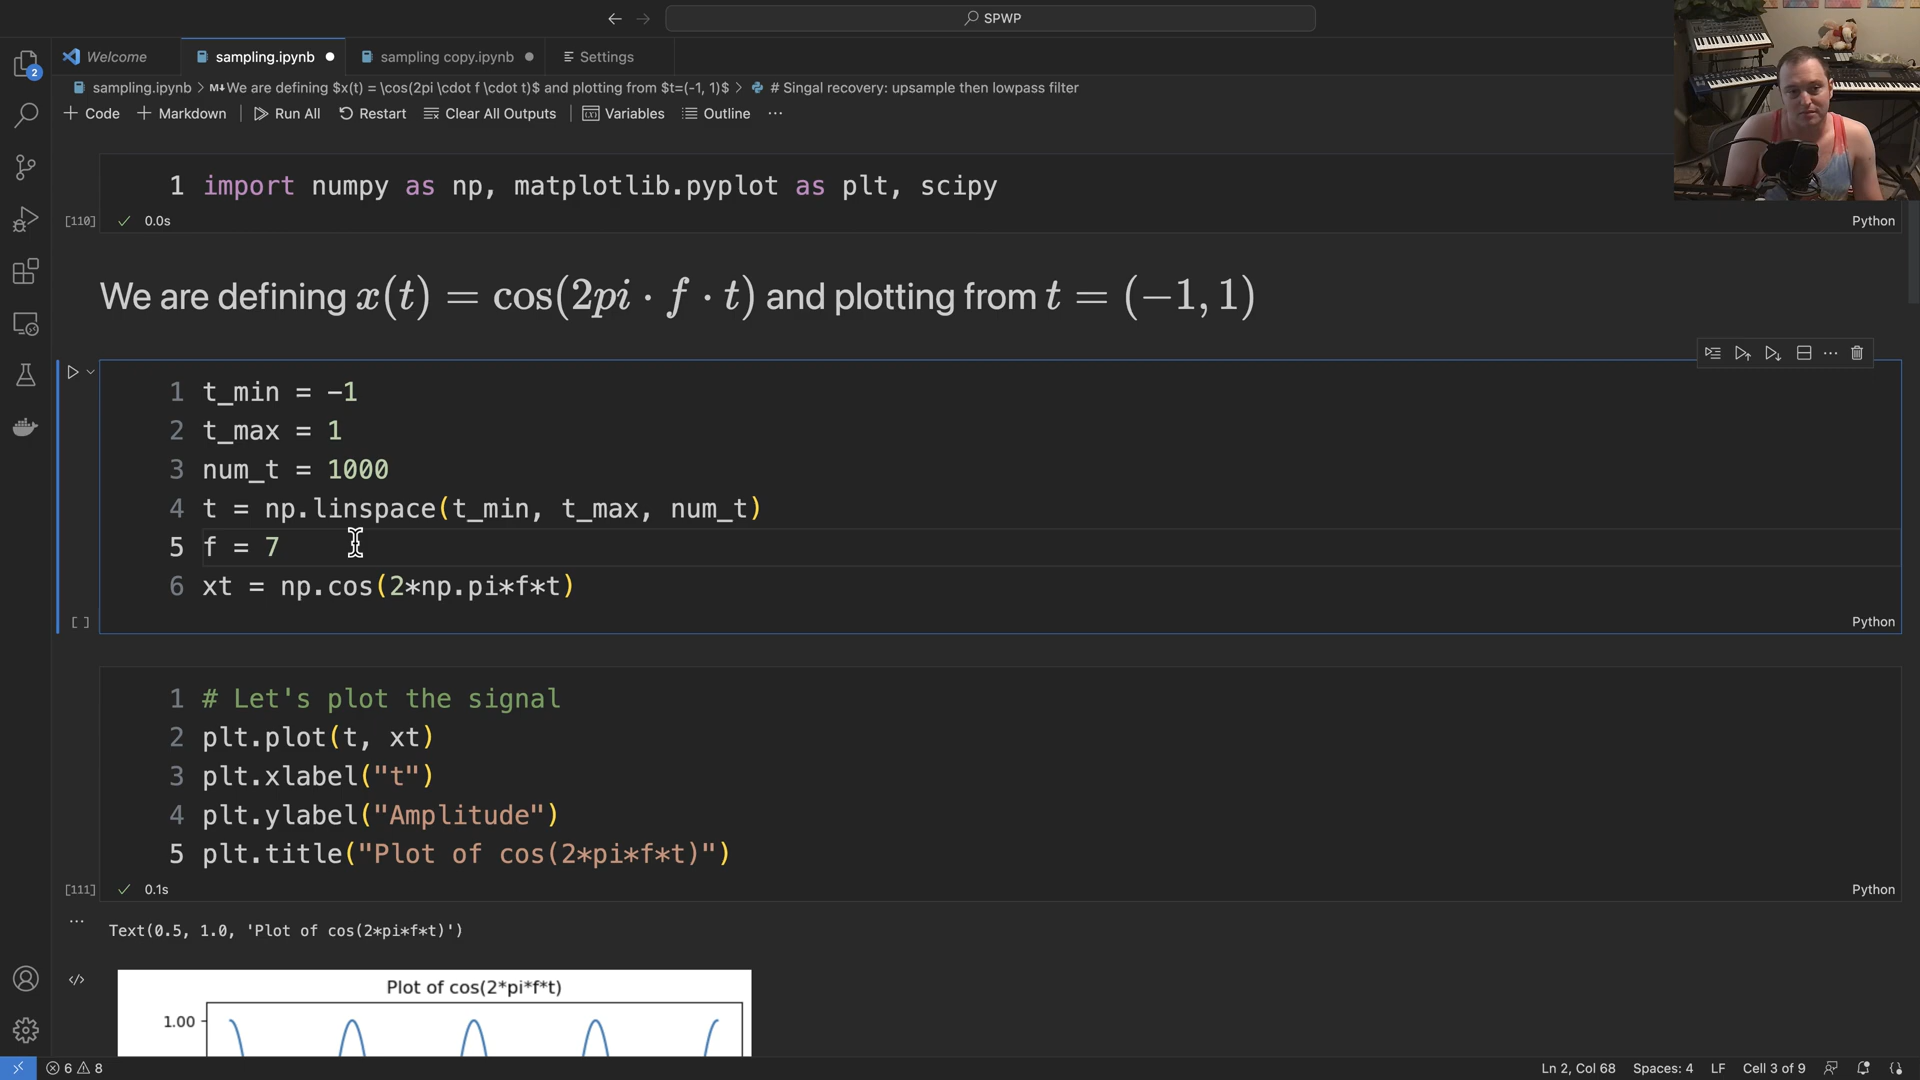 SPWP
Welcome
sampling.ipynb
sampling copy.ipynb
Settings
sampling.ipynb > M↓We are defining $x(t) = \cos(2pi \cdot f \cdot t)$ and plotting from $t=(-1, 1)$ > # Singal recovery: upsample then lowpass filter
+ Code + Markdown Run All Restart Clear All Outputs Variables Outline ...
1 import numpy as np, matplotlib.pyplot as plt, scipy
[110] ✓ 0.0s Python
We are defining x(t) = cos(2pi · f · t) and plotting from t = (−1, 1)
1 t_min = -1
2 t_max = 1
3 num_t = 1000
4 t = np.linspace(t_min, t_max, num_t)
5 f = 7
6 xt = np.cos(2*np.pi*f*t)
[ ] Python
1 # Let's plot the signal
2 plt.plot(t, xt)
3 plt.xlabel("t")
4 plt.ylabel("Amplitude")
5 plt.title("Plot of cos(2*pi*f*t)")
[111] ✓ 0.1s Python
... Text(0.5, 1.0, 'Plot of cos(2*pi*f*t)')
Plot of cos(2*pi*f*t)
1.00
2
6 8 Ln 2, Col 68 Spaces: 4 LF Cell 3 of 9